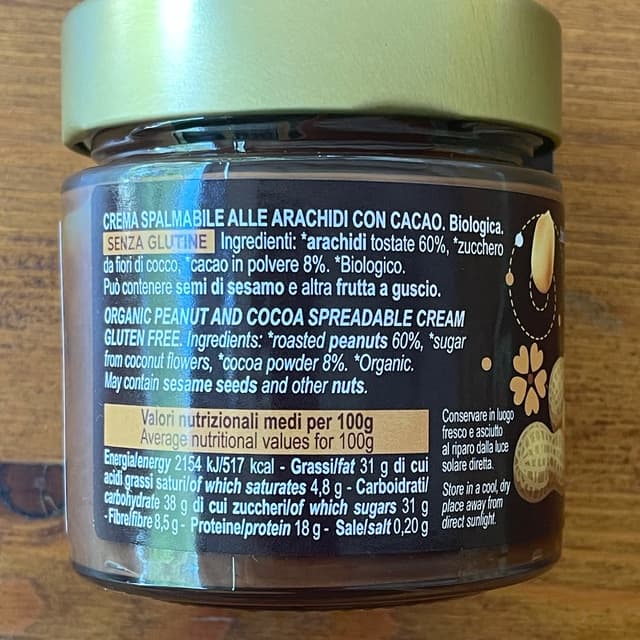 CREMA SPALMABILE ALLE ARACHIDI CON CACAO. Biologica.
SENZA GLUTINE Ingredienti: *arachidi tostate 60%, *zucchero
da fiori di cocco, *cacao in polvere 8%. *Biologico.
Può contenere semi di sesamo e altra frutta a guscio.
ORGANIC PEANUT AND COCOA SPREADABLE CREAM
GLUTEN FREE. Ingredients: *roasted peanuts 60%, *sugar
from coconut flowers, *cocoa powder 8%. *Organic.
May contain sesame seeds and other nuts.
Valori nutrizionali medi per 100g
Average nutritional values for 100g
Energia/energy 2154 kJ/517 kcal - Grassi/fat 31 g di cui
acidi grassi saturi/of which saturates 4,8 g - Carboidrati/
carbohydrate 38 g di cui zuccheri/of which sugars 31 g
- Fibre/fibre 8,5 g - Proteine/protein 18 g - Sale/salt 0,20 g
Conservare in luogo
fresco e asciutto
al riparo dalla luce
solare diretta.
Store in a cool, dry
place away from
direct sunlight.